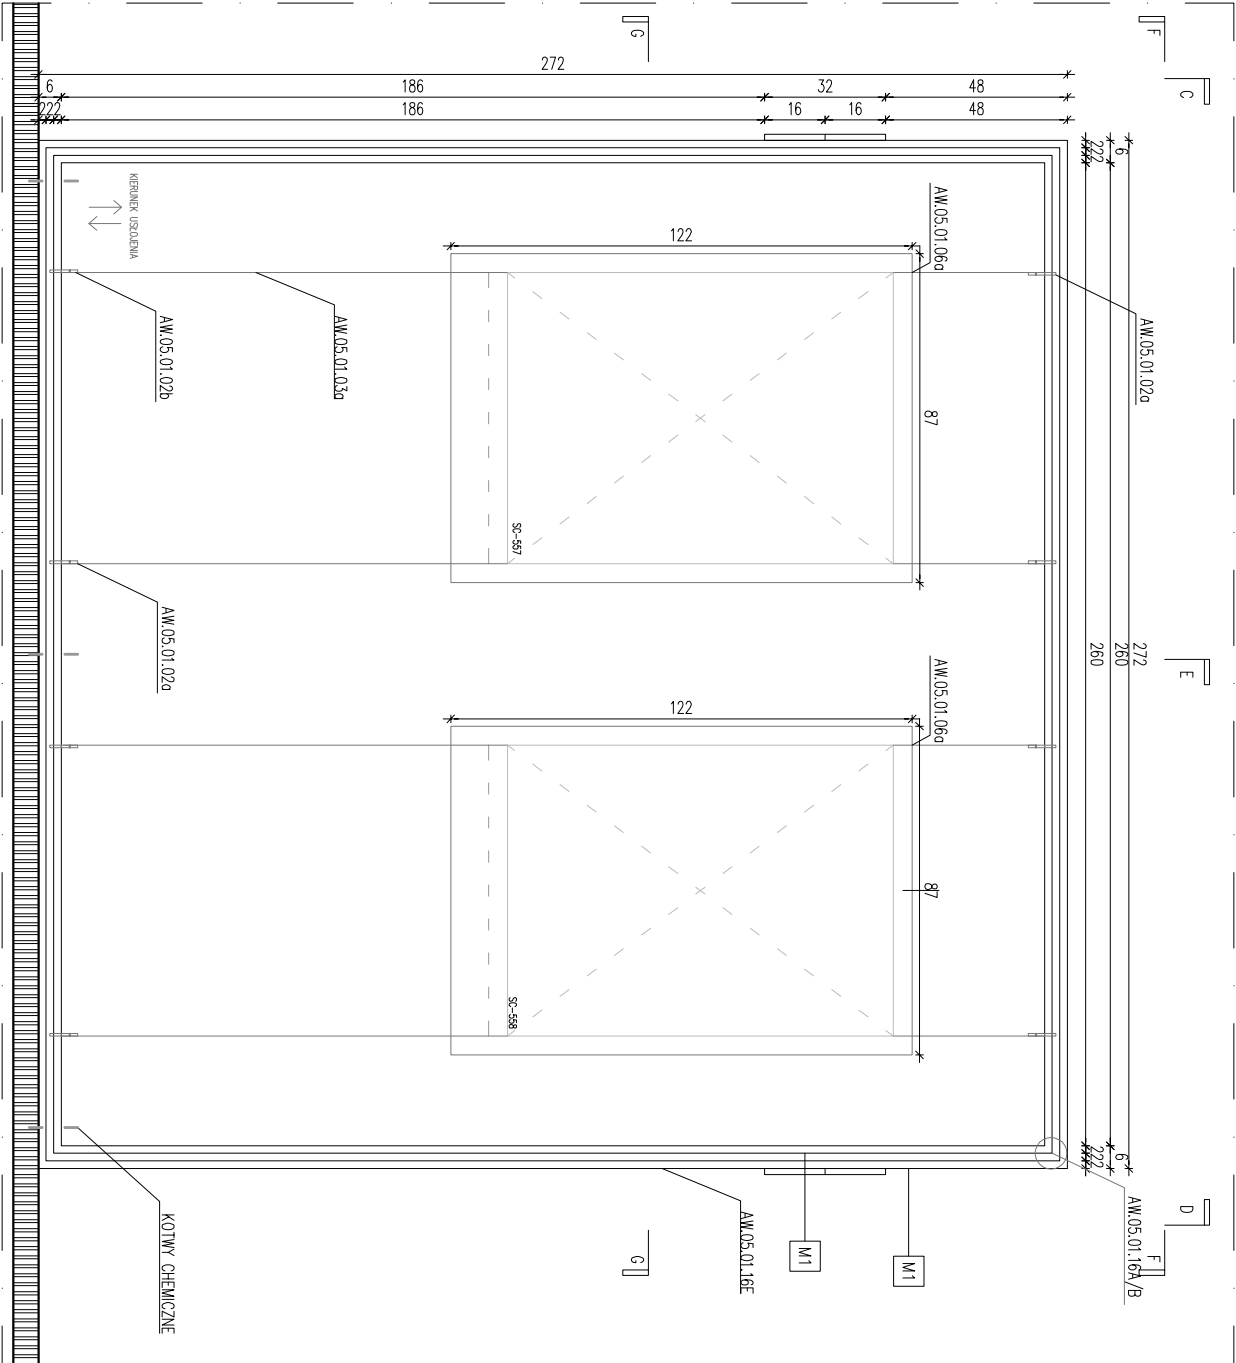 G
F
C
272
6
186
32
48
222
186
16
16
48
6
222
272
260
260
KIERUNEK USŁOJENIA
122
AW.05.01.06a
87
AW.05.01.02a
AW.05.01.02b
AW.05.01.03a
SC-557
AW.05.01.02a
E
122
AW.05.01.06a
87
SC-558
6
222
AW.05.01.16A/B
D
F
G
M1
M1
AW.05.01.16E
KOTWY CHEMICZNE